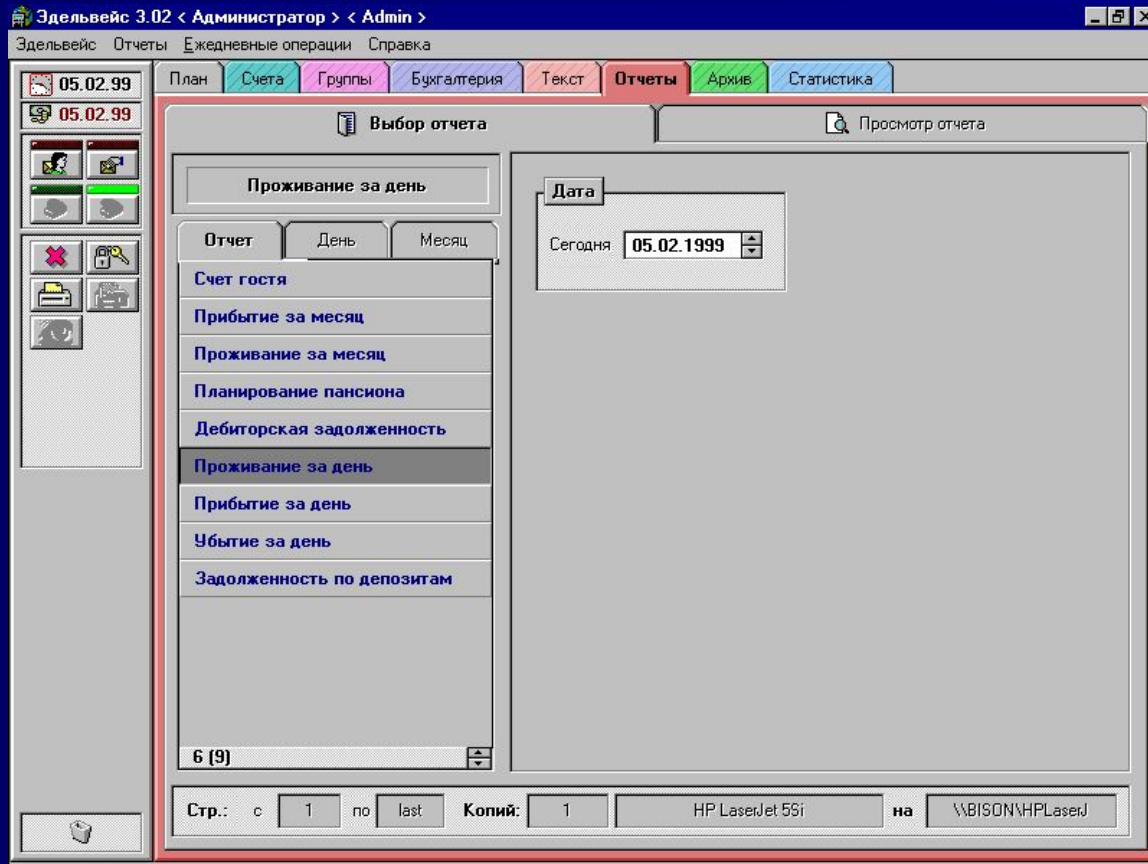 Эдельвейс 3.02 < Администратор > < Admin >
Эдельвейс Отчеты Ежедневные операции Справка
05.02.99
План Счета Группы Бухгалтерия Текст Отчеты Архив Статистика
05.02.99
Выбор отчета Просмотр отчета
Проживание за день
Дата
Отчет День Месяц
Сегодня 05.02.1999
Счет гостя
Прибытие за месяц
Проживание за месяц
Планирование пансиона
Дебиторская задолженность
Проживание за день
Прибытие за день
Убытие за день
Задолженность по депозитам
6 (9)
Стр.: с 1 по last Копий: 1 HP LaserJet 5Si на \\BISON\HPLaserJ